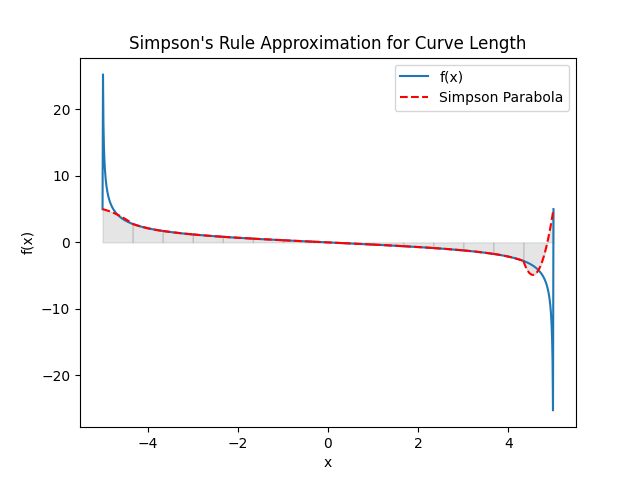 Simpson's Rule Approximation for Curve Length
f(x)
Simpson Parabola
20
10
0
−10
−20
f(x)
−4
−2
0
2
4
x